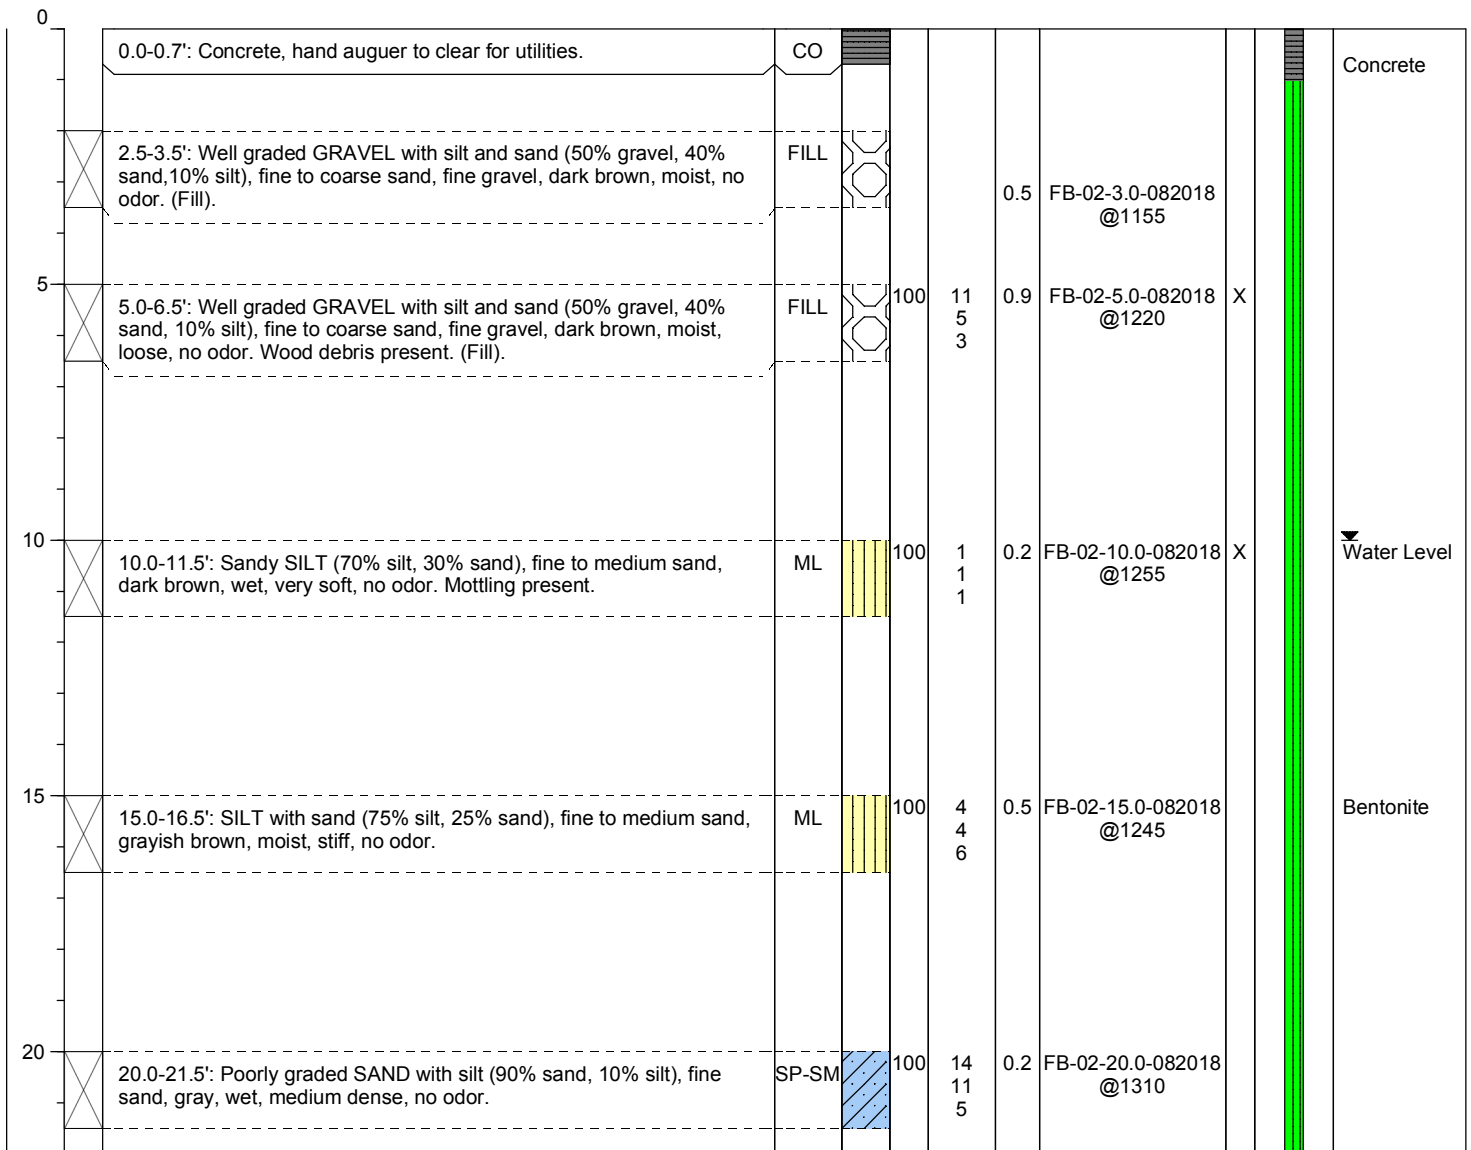 0
0.0-0.7': Concrete, hand auguer to clear for utilities.
CO
Concrete
2.5-3.5': Well graded GRAVEL with silt and sand (50% gravel, 40%
sand,10% silt), fine to coarse sand, fine gravel, dark brown, moist, no
odor. (Fill).
FILL
0.5
FB-02-3.0-082018
@1155
5
5.0-6.5': Well graded GRAVEL with silt and sand (50% gravel, 40%
sand, 10% silt), fine to coarse sand, fine gravel, dark brown, moist,
loose, no odor. Wood debris present. (Fill).
FILL
100
11
5
3
0.9
FB-02-5.0-082018
@1220
X
10
10.0-11.5': Sandy SILT (70% silt, 30% sand), fine to medium sand,
dark brown, wet, very soft, no odor. Mottling present.
ML
100
1
1
1
0.2
FB-02-10.0-082018
@1255
X
Water Level
15
15.0-16.5': SILT with sand (75% silt, 25% sand), fine to medium sand,
grayish brown, moist, stiff, no odor.
ML
100
4
4
6
0.5
FB-02-15.0-082018
@1245
Bentonite
20
20.0-21.5': Poorly graded SAND with silt (90% sand, 10% silt), fine
sand, gray, wet, medium dense, no odor.
SP-SM
100
14
11
5
0.2
FB-02-20.0-082018
@1310